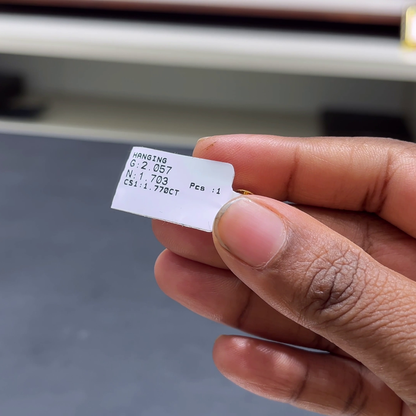 HANGING
G:2.057
N:1.703
CS1:1.770CT Pcs :1